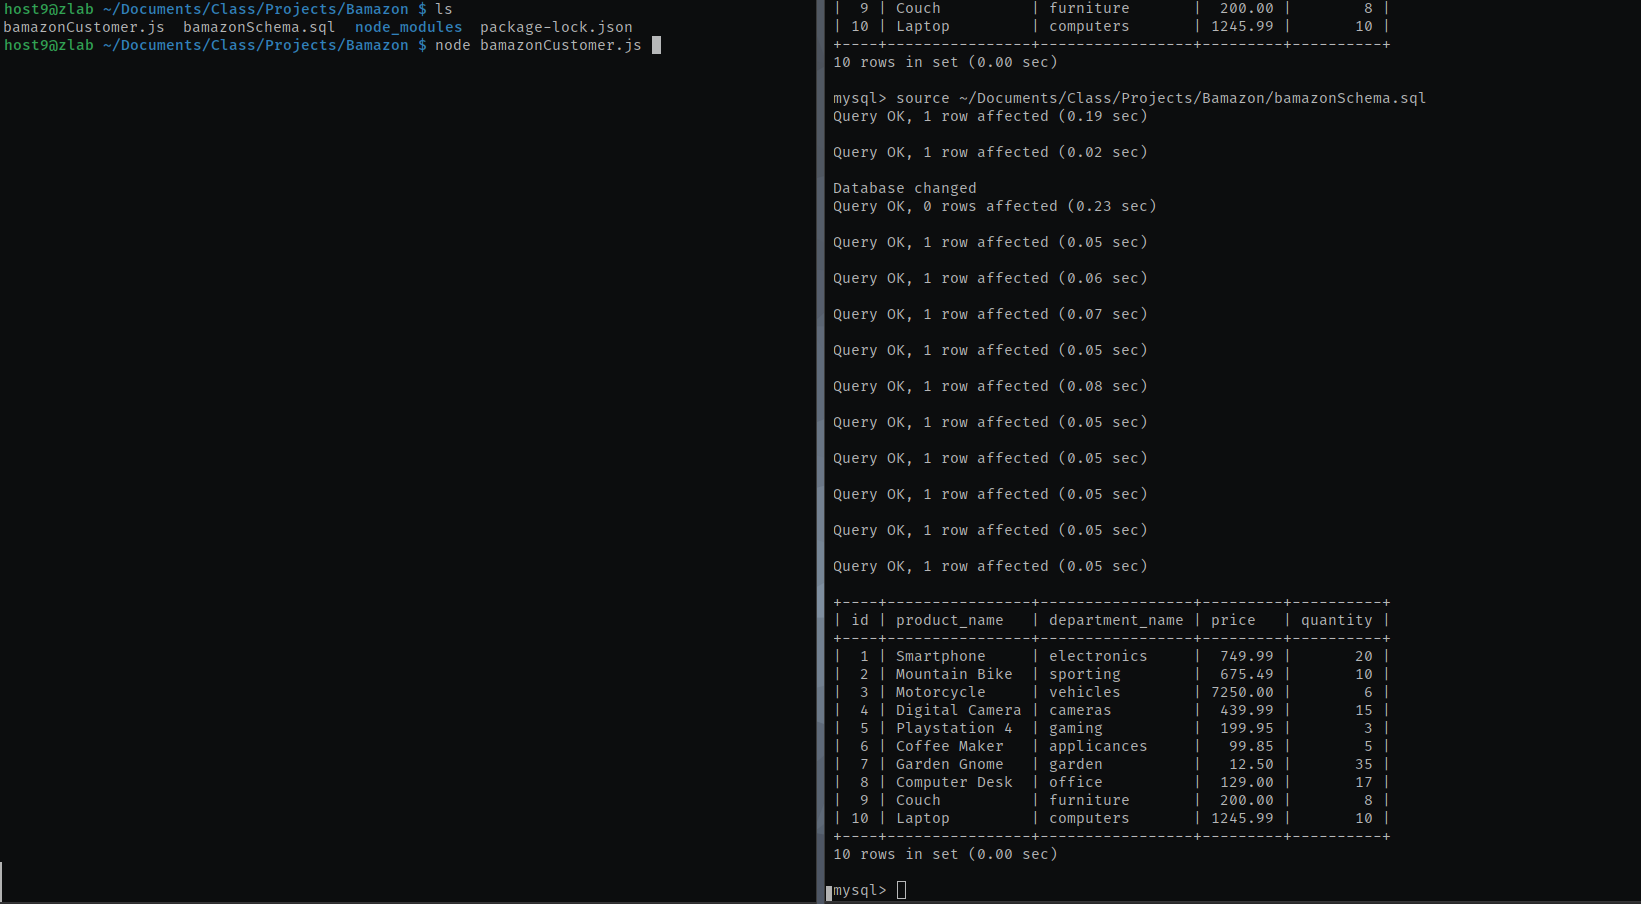 host9@zlab ~/Documents/Class/Projects/Bamazon $ ls
bamazonCustomer.js  bamazonSchema.sql  node_modules  package-lock.json
host9@zlab ~/Documents/Class/Projects/Bamazon $ node bamazonCustomer.js
|  9 | Couch          | furniture       |  200.00 |        8 |
| 10 | Laptop         | computers       | 1245.99 |       10 |
+----+----------------+-----------------+---------+----------+
10 rows in set (0.00 sec)
mysql> source ~/Documents/Class/Projects/Bamazon/bamazonSchema.sql
Query OK, 1 row affected (0.19 sec)
Query OK, 1 row affected (0.02 sec)
Database changed
Query OK, 0 rows affected (0.23 sec)
Query OK, 1 row affected (0.05 sec)
Query OK, 1 row affected (0.06 sec)
Query OK, 1 row affected (0.07 sec)
Query OK, 1 row affected (0.05 sec)
Query OK, 1 row affected (0.08 sec)
Query OK, 1 row affected (0.05 sec)
Query OK, 1 row affected (0.05 sec)
Query OK, 1 row affected (0.05 sec)
Query OK, 1 row affected (0.05 sec)
Query OK, 1 row affected (0.05 sec)
+----+----------------+-----------------+---------+----------+
| id | product_name   | department_name | price   | quantity |
+----+----------------+-----------------+---------+----------+
|  1 | Smartphone     | electronics     |  749.99 |       20 |
|  2 | Mountain Bike  | sporting        |  675.49 |       10 |
|  3 | Motorcycle     | vehicles        | 7250.00 |        6 |
|  4 | Digital Camera | cameras         |  439.99 |       15 |
|  5 | Playstation 4  | gaming          |  199.95 |        3 |
|  6 | Coffee Maker   | applicances     |   99.85 |        5 |
|  7 | Garden Gnome   | garden          |   12.50 |       35 |
|  8 | Computer Desk  | office          |  129.00 |       17 |
|  9 | Couch          | furniture       |  200.00 |        8 |
| 10 | Laptop         | computers       | 1245.99 |       10 |
+----+----------------+-----------------+---------+----------+
10 rows in set (0.00 sec)
mysql>